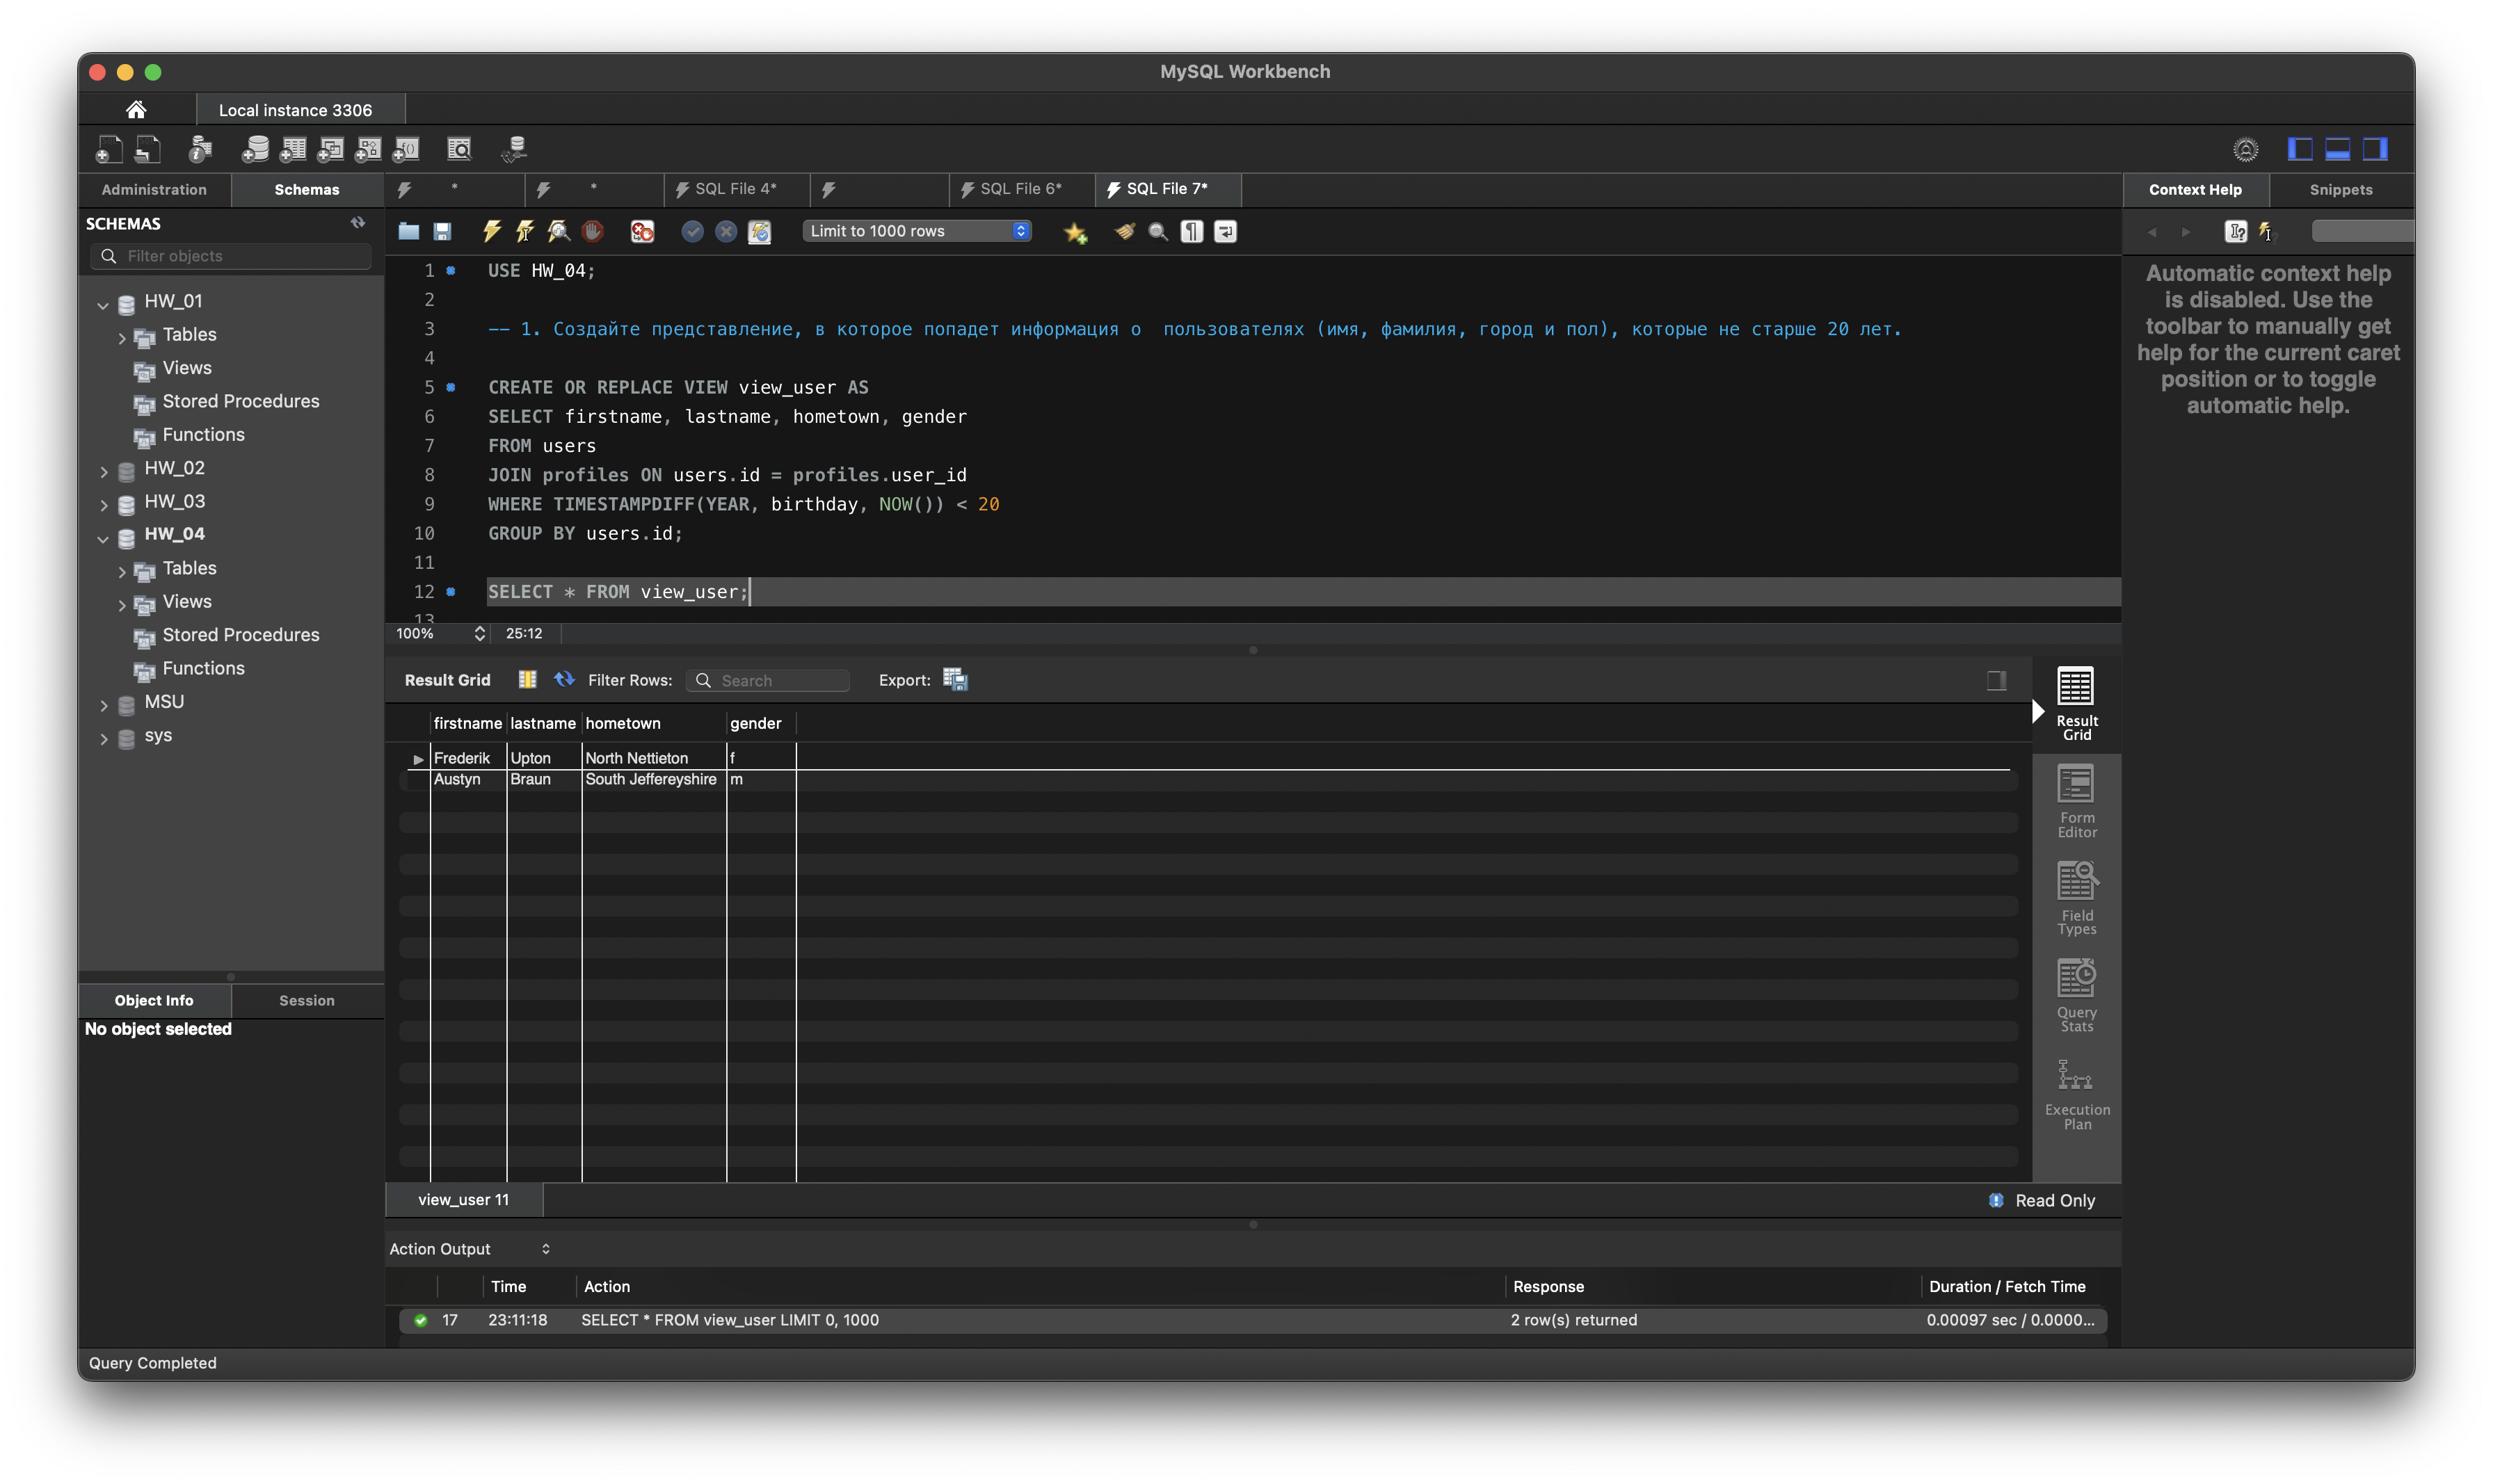 MySQL Workbench
Local instance 3306
Administration
Schemas
*
*
SQL File 4*
SQL File 6*
SQL File 7*
Context Help
Snippets
SCHEMAS
Filter objects
HW_01
Tables
Views
Stored Procedures
Functions
HW_02
HW_03
HW_04
Tables
Views
Stored Procedures
Functions
MSU
sys
Object Info
Session
No object selected
Limit to 1000 rows
1 USE HW_04;
2
3 -- 1. Создайте представление, в которое попадет информация о  пользователях (имя, фамилия, город и пол), которые не старше 20 лет.
4
5 CREATE OR REPLACE VIEW view_user AS
6 SELECT firstname, lastname, hometown, gender
7 FROM users
8 JOIN profiles ON users.id = profiles.user_id
9 WHERE TIMESTAMPDIFF(YEAR, birthday, NOW()) < 20
10 GROUP BY users.id;
11
12 SELECT * FROM view_user;
13
100%
25:12
Result Grid
Filter Rows:
Search
Export:
firstname lastname hometown gender
Frederik Upton North Nettieton f
Austyn Braun South Jeffereyshire m
Result
Grid
Form
Editor
Field
Types
Query
Stats
Execution
Plan
view_user 11
Read Only
Action Output
Time Action Response Duration / Fetch Time
17 23:11:18 SELECT * FROM view_user LIMIT 0, 1000 2 row(s) returned 0.00097 sec / 0.0000...
Query Completed
Automatic context help
is disabled. Use the
toolbar to manually get
help for the current caret
position or to toggle
automatic help.